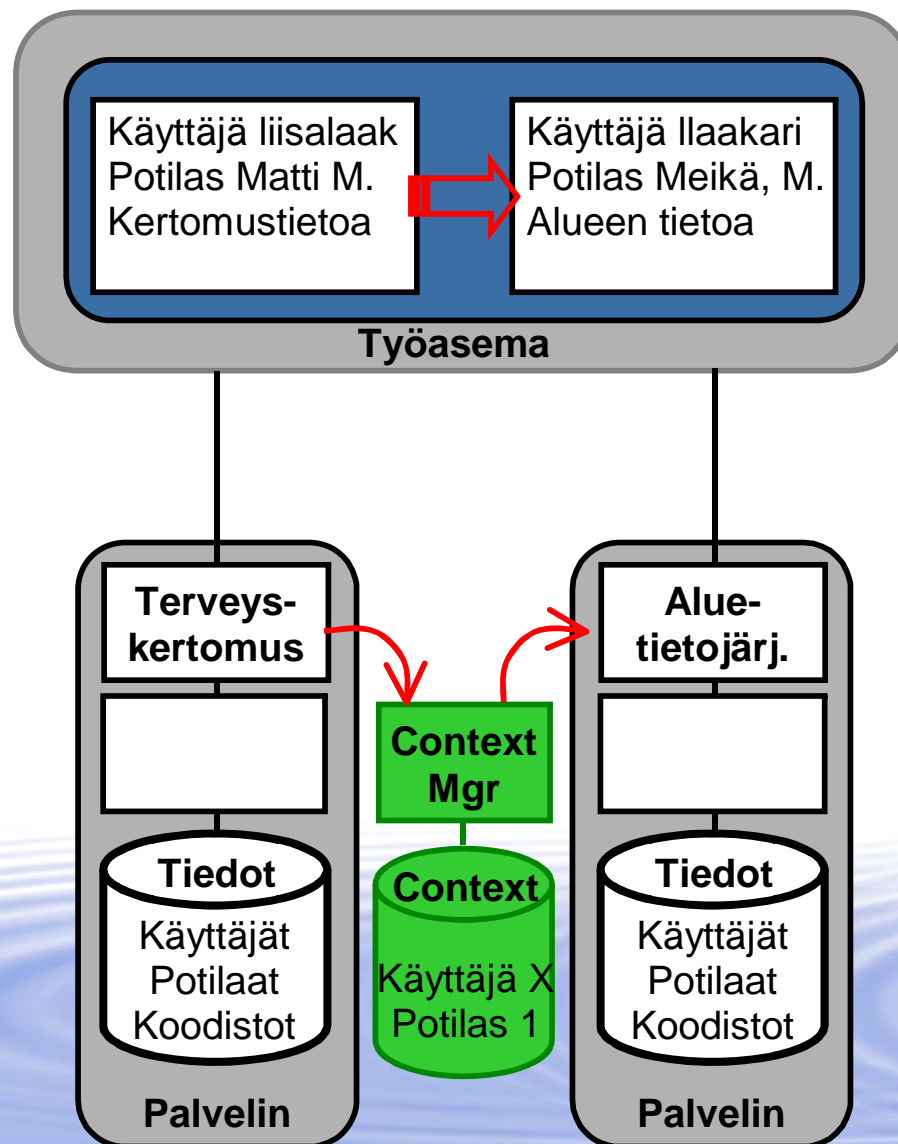 Käyttäjä liisalaak
Potilas Matti M.
Kertomustietoa
Käyttäjä llaakari
Potilas Meikä, M.
Alueen tietoa
Työasema
Terveys-
kertomus
Context
Mgr
Alue-
tietojärj.
Tiedot
Käyttäjät
Potilaat
Koodistot
Palvelin
Context
Käyttäjä X
Potilas 1
Tiedot
Käyttäjät
Potilaat
Koodistot
Palvelin